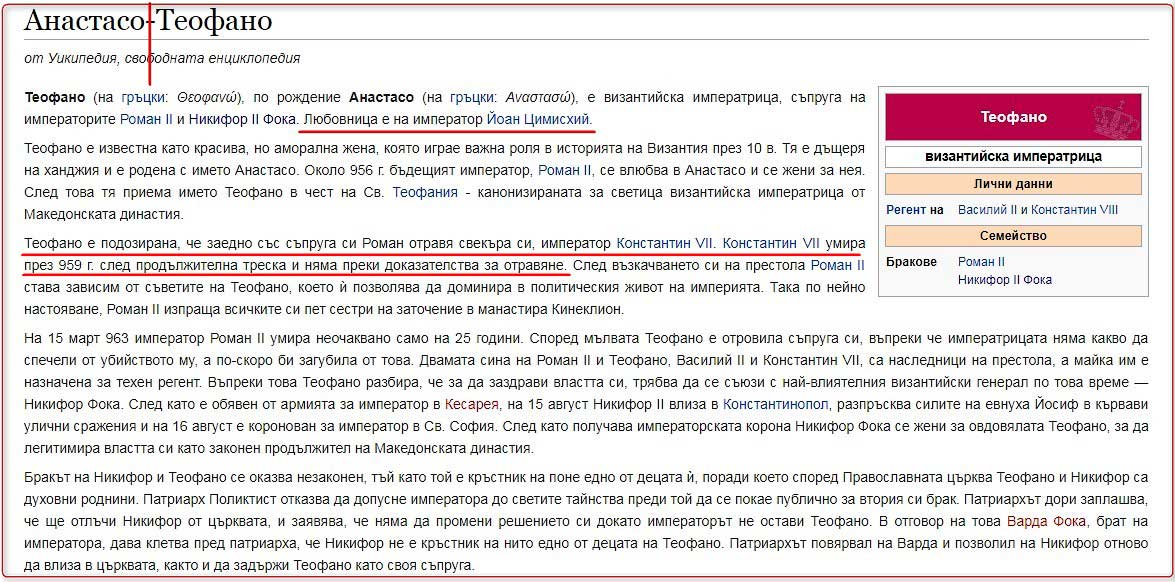 Анастасо-Теофано
от Уикипедия, свободната енциклопедия
Теофано (на гръцки: Θεοφανώ), по рождение Анастасо (на гръцки: Αναστασώ), е византийска императрица, съпруга на
императорите Роман II и Никифор II Фока. Любовница е на император Йоан Цимисхий.
Теофано е известна като красива, но аморална жена, която играе важна роля в историята на Византия през 10 в. Тя е дъщеря
на ханджия и е родена с името Анастасо. Около 956 г. бъдещият император, Роман II, се влюбва в Анастасо и се жени за нея.
След това тя приема името Теофано в чест на Св. Теофания - канонизираната за светица византийска императрица от
Македонската династия.
Теофано е подозирана, че заедно със съпруга си Роман отравя свекъра си, император Константин VII. Константин VII умира
през 959 г. след продължителна треска и няма преки доказателства за отравяне. След възкачването си на престола Роман II
става зависим от съветите на Теофано, което ѝ позволява да доминира в политическия живот на империята. Така по нейно
настояване, Роман II изпраща всичките си пет сестри на заточение в манастира Кинеклион.
Теофано
византийска императрица
Лични данни
Регент на Василий II и Константин VIII
Семейство
Бракове Роман II
Никифор II Фока
На 15 март 963 император Роман II умира неочаквано само на 25 години. Според мълвата Теофано е отровила съпруга си, въпреки че императрицата няма какво да
спечели от убийството му, а по-скоро би загубила от това. Двамата сина на Роман II и Теофано, Василий II и Константин VII, са наследници на престола, а майка им е
назначена за техен регент. Въпреки това Теофано разбира, че за да заздрави властта си, трябва да се съюзи с най-влиятелния византийски генерал по това време —
Никифор Фока. След като е обявен от армията за император в Кесарея, на 15 август Никифор II влиза в Константинопол, разпръсква силите на евнуха Йосиф в кървави
улични сражения и на 16 август е коронован за император в Св. София. След като получава императорската корона Никифор Фока се жени за овдовялата Теофано, за да
легитимира властта си като законен продължител на Македонската династия.
Бракът на Никифор и Теофано се оказва незаконен, тъй като той е кръстник на поне едно от децата ѝ, поради което според Православната църква Теофано и Никифор са
духовни роднини. Патриарх Поликтист отказва да допусне императора до светите тайнства преди той да се покае публично за втория си брак. Патриархът дори заплашва,
че ще отлъчи Никифор от църквата, и заявява, че няма да промени решението си докато императорът не остави Теофано. В отговор на това Варда Фока, брат на
императора, дава клетва пред патриарха, че Никифор не е кръстник на нито едно от децата на Теофано. Патриархът повярвал на Варда и позволил на Никифор отново
да влиза в църквата, както и да задържи Теофано като своя съпруга.